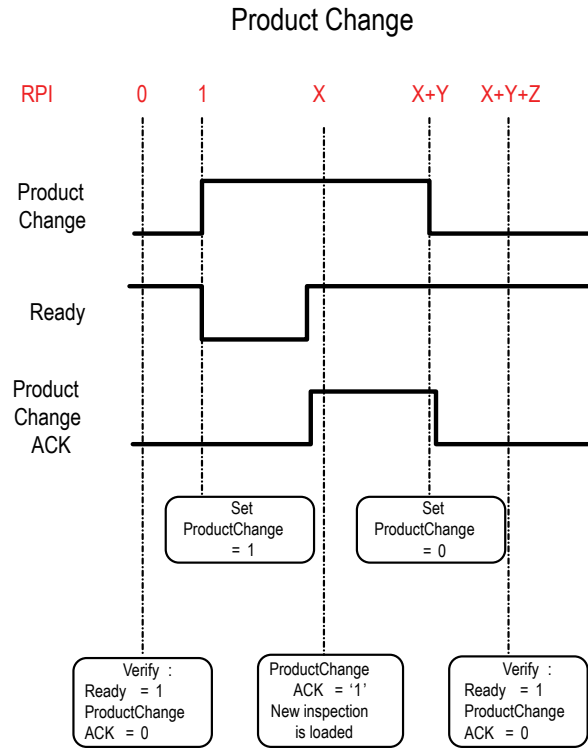 Product Change
RPI 0 1 X X+Y X+Y+Z
Product
Change
Ready
Product
Change
ACK
Set
ProductChange
= 1
Set
ProductChange
= 0
Verify :
Ready = 1
ProductChange
ACK = 0
ProductChange
ACK = ‘1’
New inspection
is loaded
Verify :
Ready = 1
ProductChange
ACK = 0